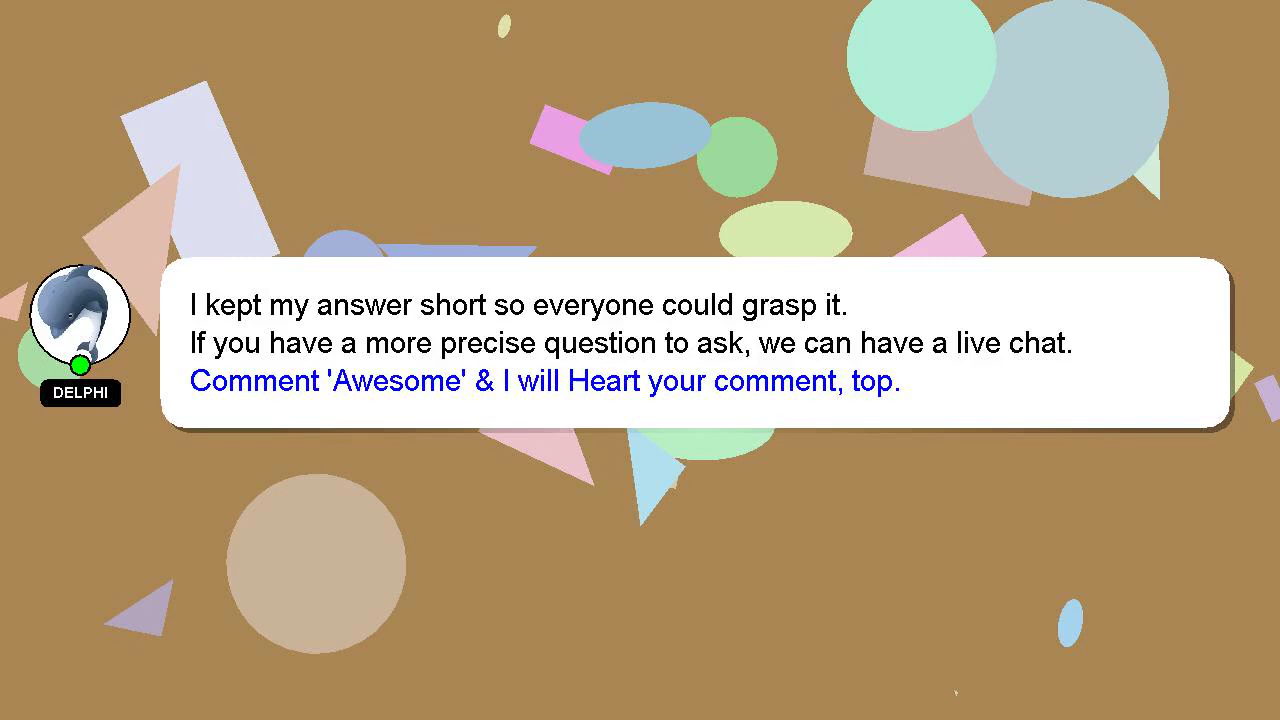 I kept my answer short so everyone could grasp it.
If you have a more precise question to ask, we can have a live chat.
Comment 'Awesome' & I will Heart your comment, top.
DELPHI